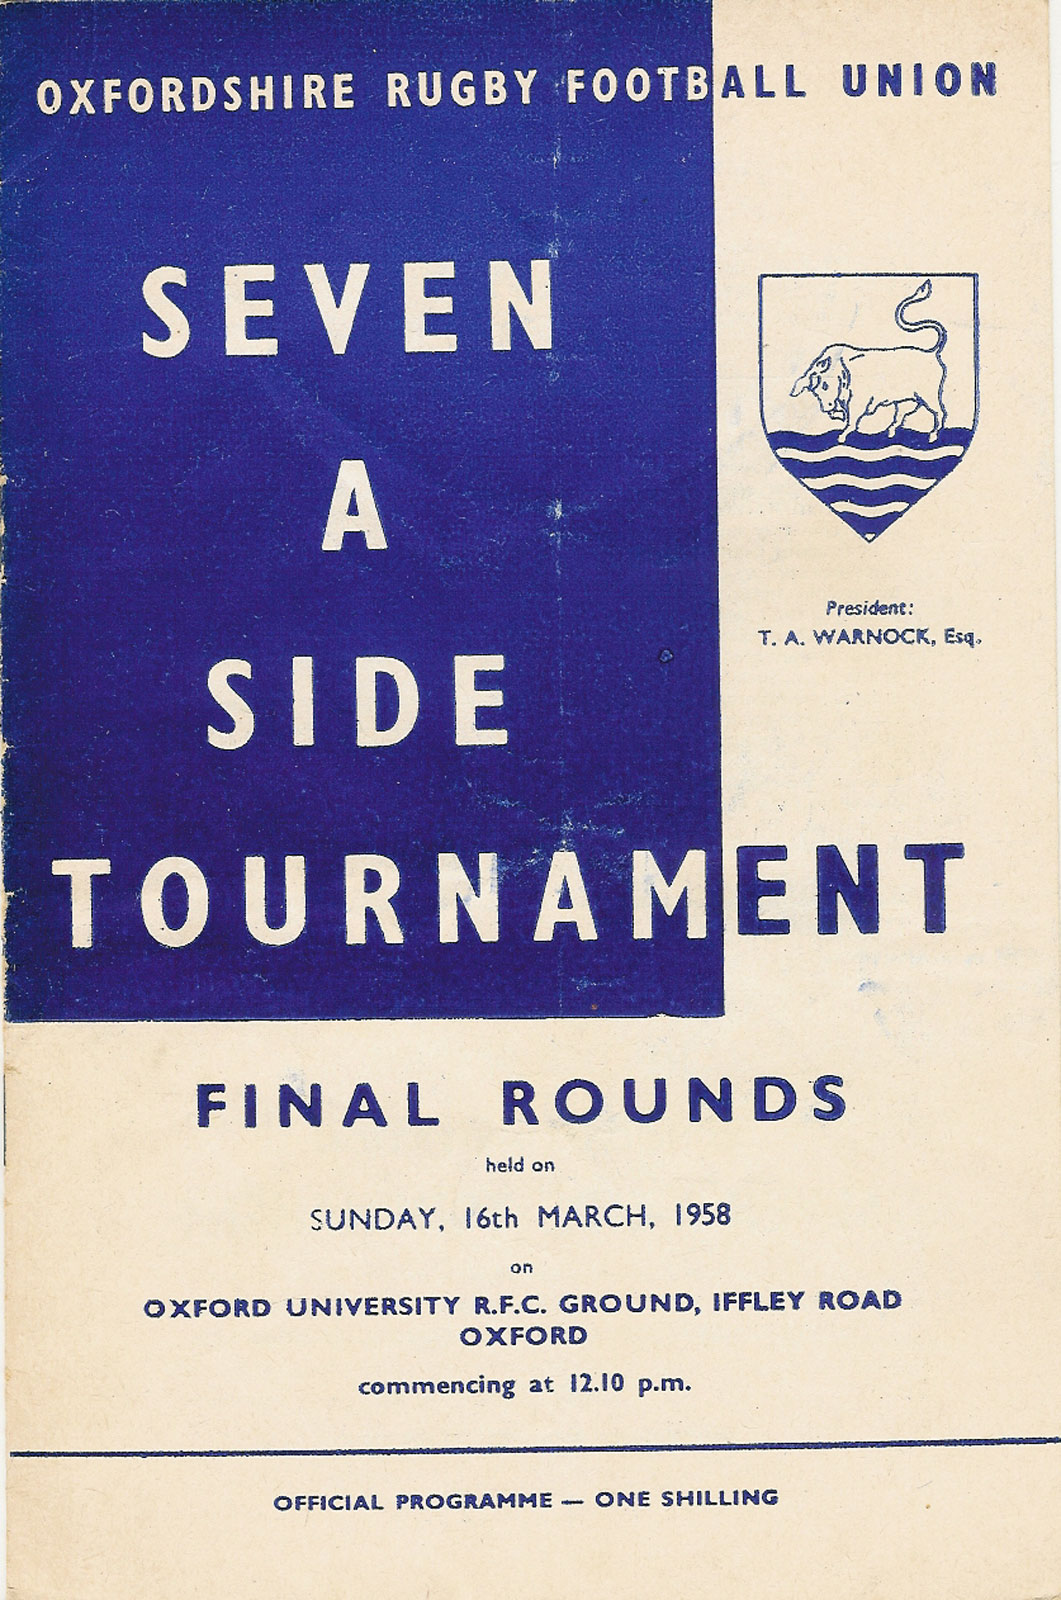 OXFORDSHIRE RUGBY FOOTBALL UNION
SEVEN
A
SIDE
TOURNAMENT
President:
T. A. WARNOCK, Esq.
FINAL ROUNDS
held on
SUNDAY, 16th MARCH, 1958
on
OXFORD UNIVERSITY R.F.C. GROUND, IFFLEY ROAD
OXFORD
commencing at 12.10 p.m.
OFFICIAL PROGRAMME — ONE SHILLING